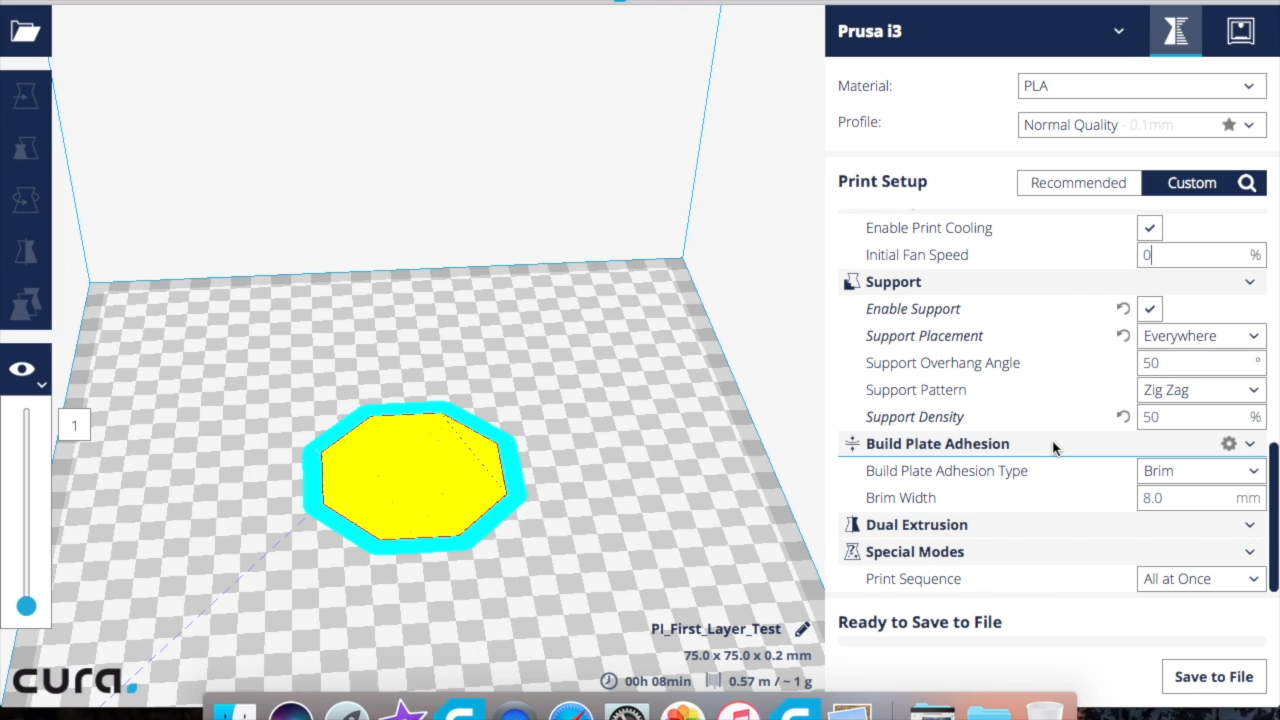 Prusa i3
Material:
PLA
Profile:
Normal Quality - 0.1mm
Print Setup
Recommended
Custom
Enable Print Cooling
Initial Fan Speed
0 %
Support
Enable Support
Support Placement
Everywhere
Support Overhang Angle
50 °
Support Pattern
Zig Zag
Support Density
50 %
Build Plate Adhesion
Build Plate Adhesion Type
Brim
Brim Width
8.0 mm
Dual Extrusion
Special Modes
Print Sequence
All at Once
Ready to Save to File
Save to File
1
PI_First_Layer_Test
75.0 x 75.0 x 0.2 mm
00h 08min
0.57 m / ~ 1 g
cura.